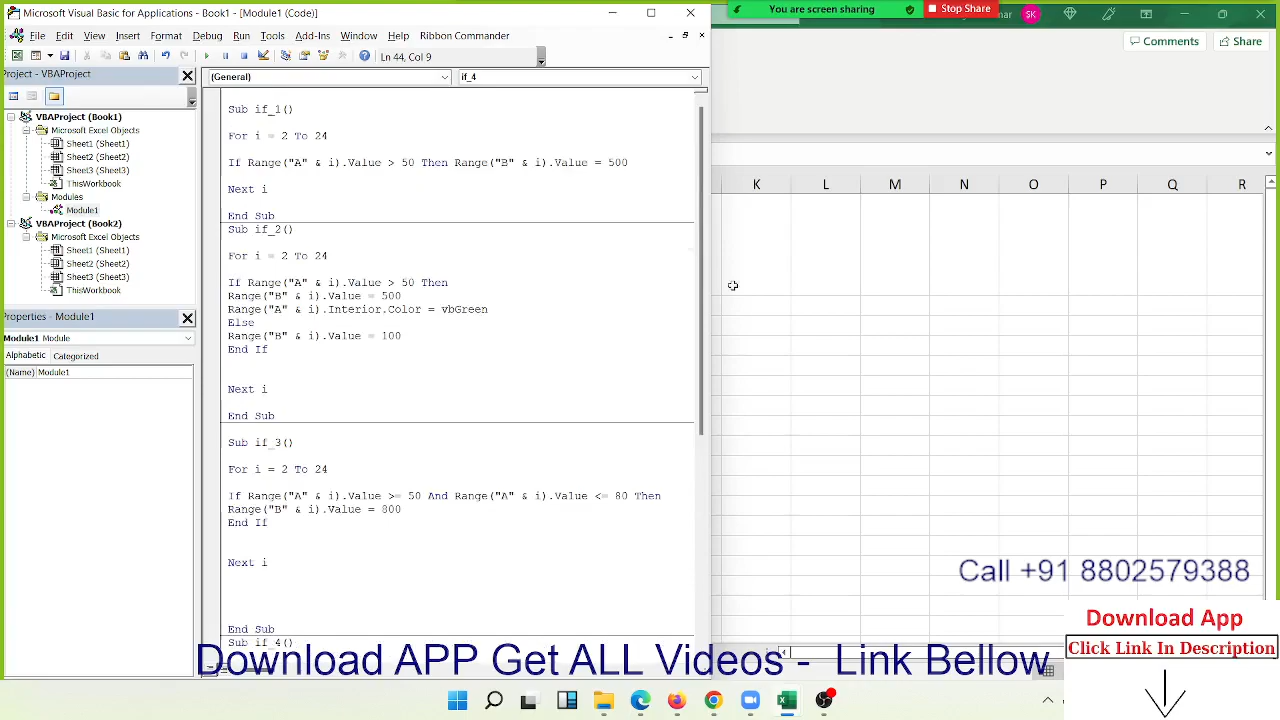 Microsoft Visual Basic for Applications - Book1 - [Module1 (Code)]
You are screen sharing
Stop Share
SK
File Edit View Insert Format Debug Run Tools Add-Ins Window Help Ribbon Commander
Comments
Share
Ln 44, Col 9
Project - VBAProject
(General)
if_4
VBAProject (Book1)
Microsoft Excel Objects
Sheet1 (Sheet1)
Sheet2 (Sheet2)
Sheet3 (Sheet3)
ThisWorkbook
Modules
Module1
VBAProject (Book2)
Microsoft Excel Objects
Sheet1 (Sheet1)
Sheet2 (Sheet2)
Sheet3 (Sheet3)
ThisWorkbook
Properties - Module1
Module1 Module
Alphabetic Categorized
(Name) Module1
Sub if_1()
For i = 2 To 24
If Range("A" & i).Value > 50 Then Range("B" & i).Value = 500
Next i
End Sub
Sub if_2()
For i = 2 To 24
If Range("A" & i).Value > 50 Then
Range("B" & i).Value = 500
Range("A" & i).Interior.Color = vbGreen
Else
Range("B" & i).Value = 100
End If
Next i
End Sub
Sub if_3()
For i = 2 To 24
If Range("A" & i).Value >= 50 And Range("A" & i).Value <= 80 Then
Range("B" & i).Value = 800
End If
Next i
End Sub
Sub if_4()
K L M N O P Q R
Call +91 8802579388
Download App
Click Link In Description
Download APP Get ALL Videos - Link Bellow